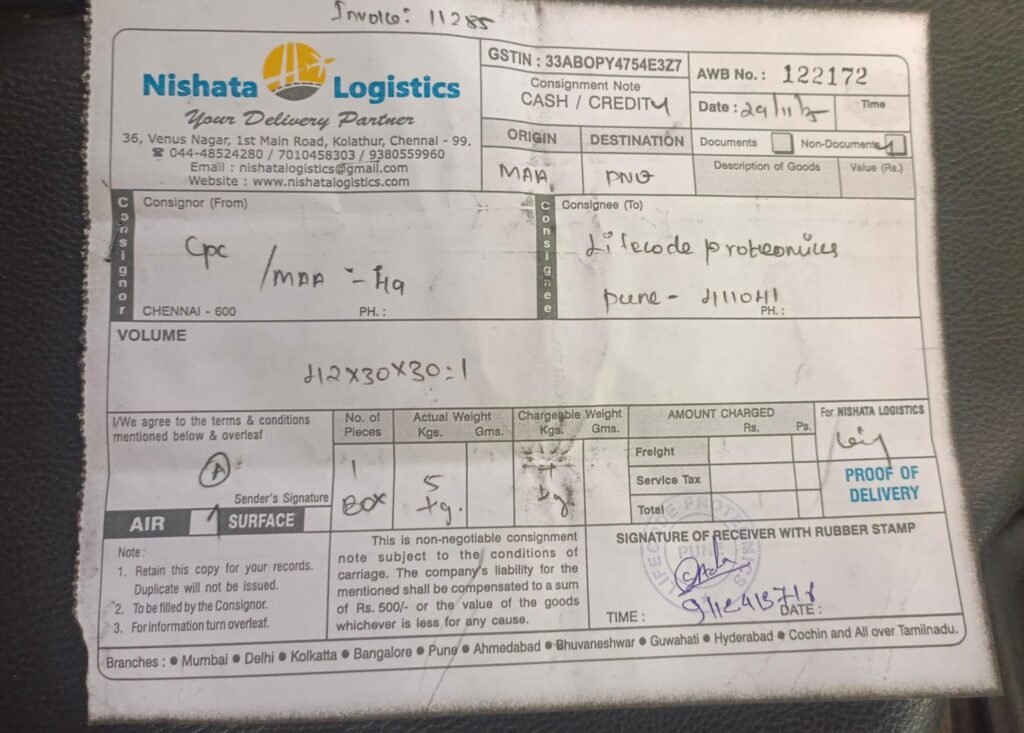 Invoice: 11285
Nishata Logistics
Your Delivery Partner
36, Venus Nagar, 1st Main Road, Kolathur, Chennai - 99.
☎ 044-48524280 / 7010458303 / 9380559960
Email : nishatalogistics@gmail.com
Website : www.nishatalogistics.com
GSTIN : 33ABOPY4754E3Z7
Consignment Note
CASH / CREDIT
ORIGIN DESTINATION
MAA PNQ
AWB No. : 122172
Date : 29/11/25 Time
Documents Non-Documents
Description of Goods Value (Rs.)
Consignor
Consignor (From)
Cpc
/MAA
CHENNAI - 600 PH. :
Consignee
Consignee (To)
Lifecode proteomics
pune - 411041
PH. :
VOLUME
42x30x30=1
I/We agree to the terms & conditions
mentioned below & overleaf
A
Sender's Signature
AIR SURFACE
No. of Pieces
1
BOX
Actual Weight
Kgs. Gms.
5
kg.
Chargeable Weight
Kgs. Gms.
kg.
AMOUNT CHARGED
Rs. Ps.
Freight
Service Tax
Total
For NISHATA LOGISTICS
PROOF OF
DELIVERY
Note :
1. Retain this copy for your records.
Duplicate will not be issued.
2. To be filled by the Consignor.
3. For information turn overleaf.
This is non-negotiable consignment
note subject to the conditions of
carriage. The company's liability for the
mentioned shall be compensated to a sum
of Rs. 500/- or the value of the goods
whichever is less for any cause.
SIGNATURE OF RECEIVER WITH RUBBER STAMP
LIFECODE PROTEOMICS
PUNE
TIME : DATE :
Branches : ● Mumbai ● Delhi ● Kolkatta ● Bangalore ● Pune ● Ahmedabad ● Bhuvaneshwar ● Guwahati ● Hyderabad ● Cochin and All over Tamilnadu.